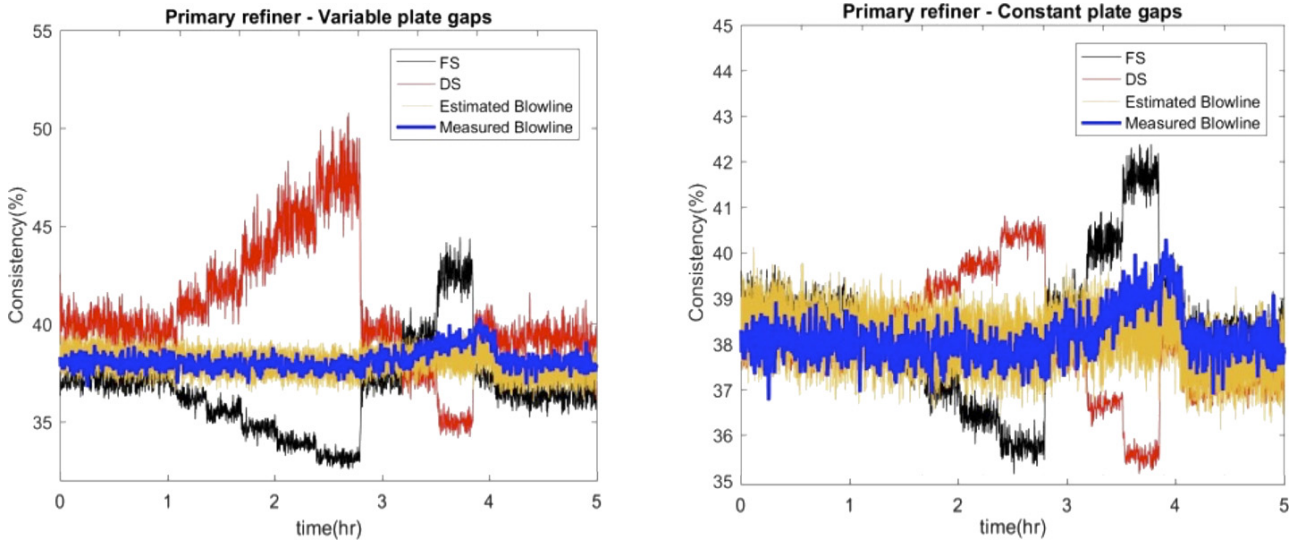 Primary refiner - Variable plate gaps
55
50
45
40
35
Consistency(%)
FS
DS
Estimated Blowline
Measured Blowline
0 1 2 3 4 5
time(hr)
Primary refiner - Constant plate gaps
45
44
43
42
41
40
39
38
37
36
35
Consistency(%)
FS
DS
Estimated Blowline
Measured Blowline
0 1 2 3 4 5
time(hr)